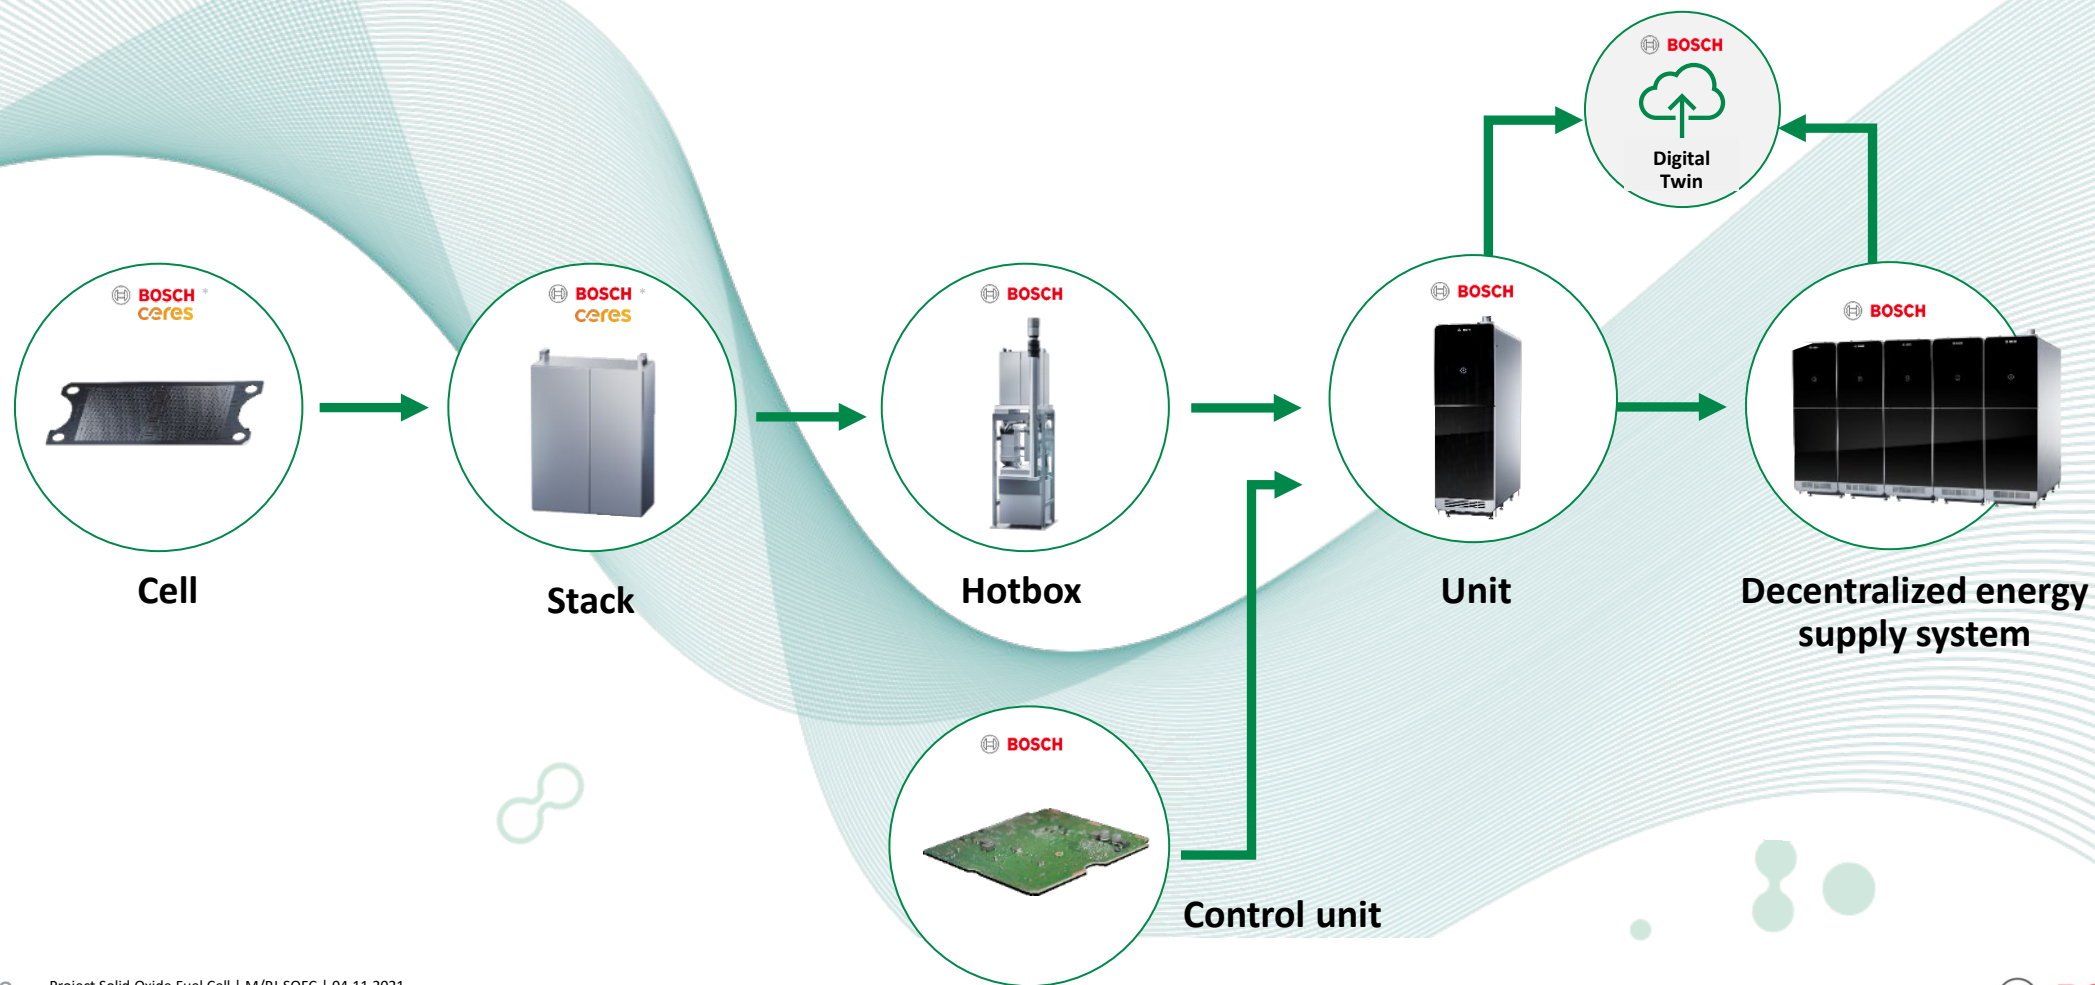 BOSCH
Digital
Twin
BOSCH *
ceres
BOSCH *
ceres
BOSCH
BOSCH
BOSCH
Cell
Stack
Hotbox
Unit
Decentralized energy
supply system
BOSCH
Control unit